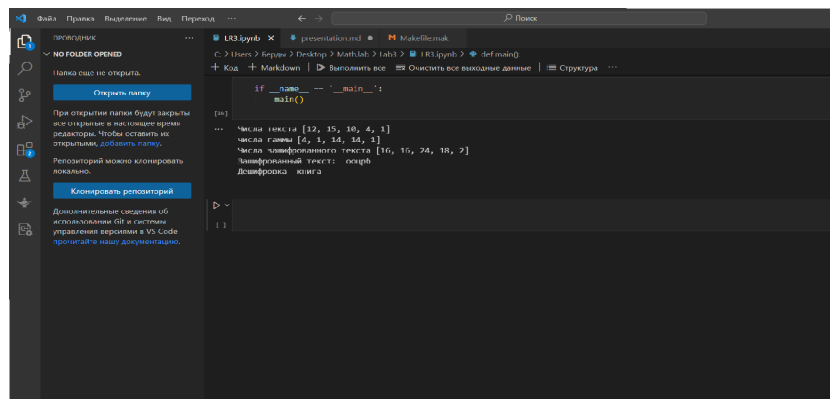 Файл Правка Выделение Вид Переход ··· Поиск
ПРОВОДНИК ···
NO FOLDER OPENED
Папка еще не открыта.
Открыть папку
При открытии папки будут закрыты
все открытые в настоящее время
редакторы. Чтобы оставить их
открытыми, добавить папку.
Репозиторий можно клонировать
локально.
Клонировать репозиторий
Дополнительные сведения об
использовании Git и системы
управления версиями в VS Code
прочитайте нашу документацию.
LR3.ipynb presentation.md Makefile.mak
C: > Users > Берды > Desktop > Math.lab > Lab3 > LR3.ipynb > def main():
+ Код + Markdown Выполнить все Очистить все выходные данные Структура ···
if __name__ == '__main__':
main()
··· Числа текста [12, 15, 10, 4, 1]
числа гаммы [4, 1, 14, 14, 1]
Числа зашифрованного текста [16, 16, 24, 18, 2]
Зашифрованный текст:
Дешифровка книга
[ ]